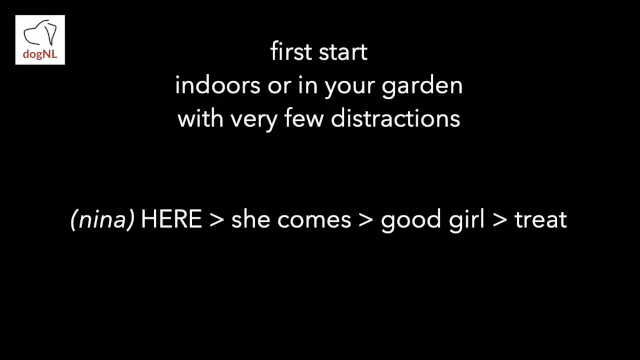 dogNL
first start
indoors or in your garden
with very few distractions
(nina) HERE > she comes > good girl > treat